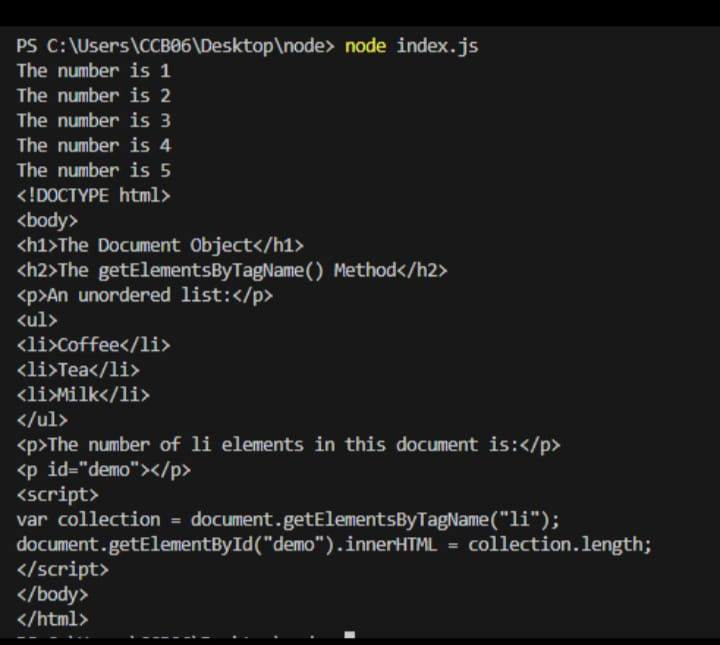 PS C:\Users\CCB06\Desktop\node> node index.js
The number is 1
The number is 2
The number is 3
The number is 4
The number is 5
<!DOCTYPE html>
<body>
<h1>The Document Object</h1>
<h2>The getElementsByTagName() Method</h2>
<p>An unordered list:</p>
<ul>
<li>Coffee</li>
<li>Tea</li>
<li>Milk</li>
</ul>
<p>The number of li elements in this document is:</p>
<p id="demo"></p>
<script>
var collection = document.getElementsByTagName("li");
document.getElementById("demo").innerHTML = collection.length;
</script>
</body>
</html>